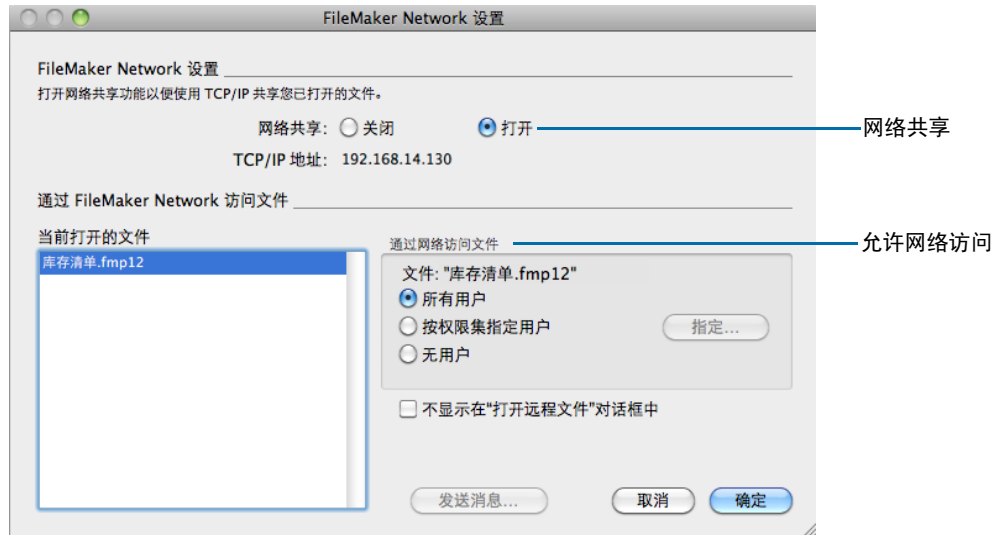 FileMaker Network 设置
FileMaker Network 设置
打开网络共享功能以便使用 TCP/IP 共享您已打开的文件。
网络共享: 关闭 打开
网络共享
TCP/IP 地址: 192.168.14.130
通过 FileMaker Network 访问文件
当前打开的文件
库存清单.fmp12
通过网络访问文件
允许网络访问
文件: "库存清单.fmp12"
所有用户
按权限集指定用户
指定...
无用户
不显示在"打开远程文件"对话框中
发送消息...
取消
确定